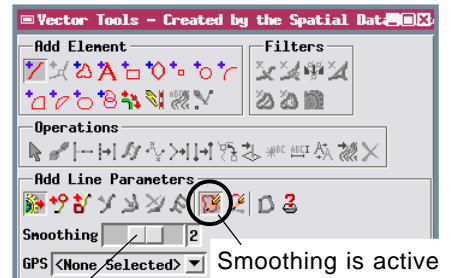 Vector Tools - Created by the Spatial Dat
Add Element
Filters
Operations
Add Line Parameters
Smoothing 2
GPS <None Selected>
Smoothing is active